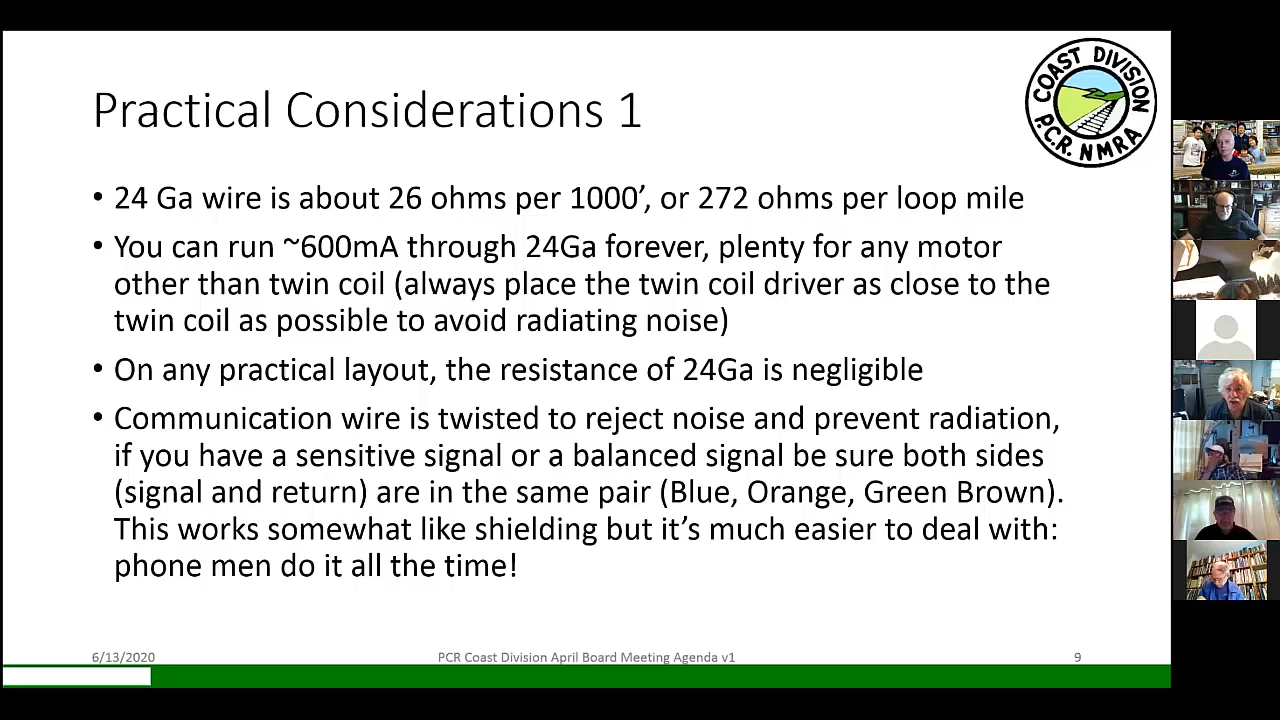 Practical Considerations 1
COAST DIVISION
P.C.R. NMRA
• 24 Ga wire is about 26 ohms per 1000’, or 272 ohms per loop mile
• You can run ~600mA through 24Ga forever, plenty for any motor
other than twin coil (always place the twin coil driver as close to the
twin coil as possible to avoid radiating noise)
• On any practical layout, the resistance of 24Ga is negligible
• Communication wire is twisted to reject noise and prevent radiation,
if you have a sensitive signal or a balanced signal be sure both sides
(signal and return) are in the same pair (Blue, Orange, Green Brown).
This works somewhat like shielding but it’s much easier to deal with:
phone men do it all the time!
6/13/2020
PCR Coast Division April Board Meeting Agenda v1
9